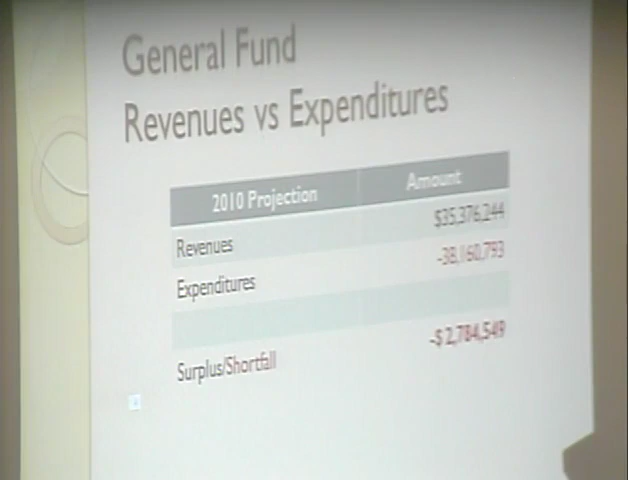 General Fund
Revenues vs Expenditures
2010 Projection Amount
Revenues $35,376,244
Expenditures -38,160,793
Surplus/Shortfall -$2,784,549